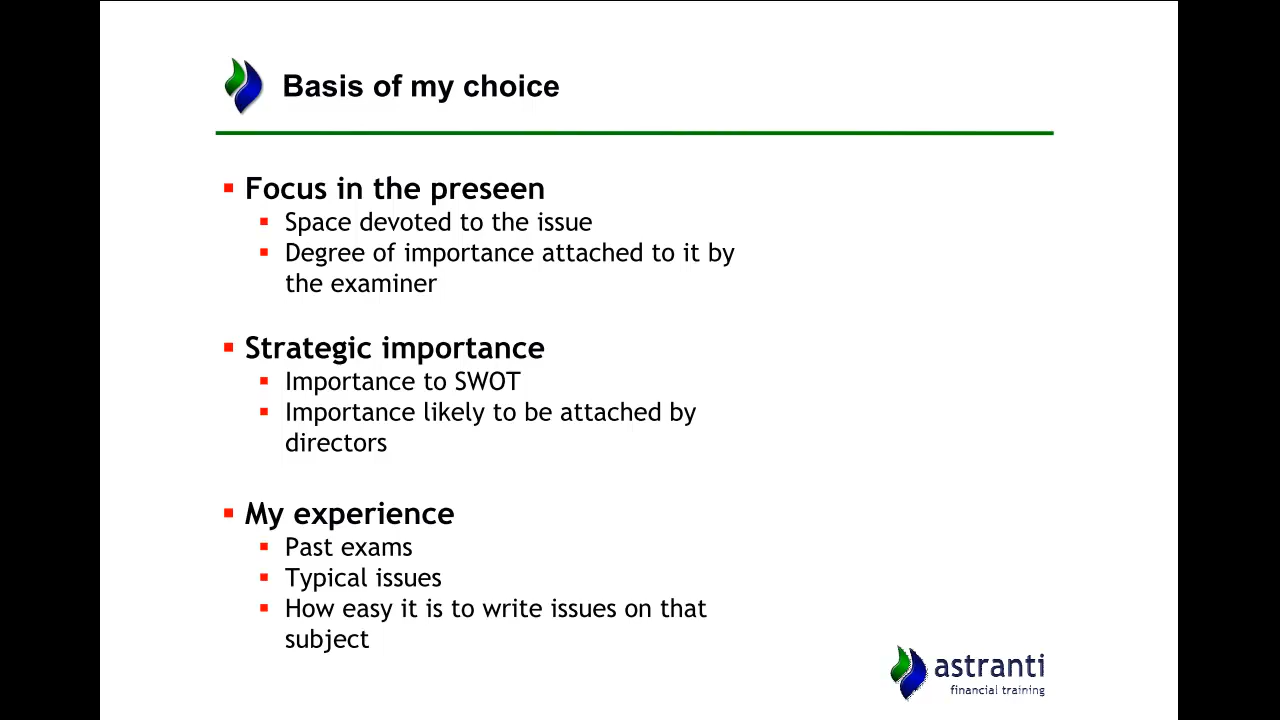 Basis of my choice
Focus in the preseen
Space devoted to the issue
Degree of importance attached to it by
the examiner
Strategic importance
Importance to SWOT
Importance likely to be attached by
directors
My experience
Past exams
Typical issues
How easy it is to write issues on that
subject
astranti
financial training